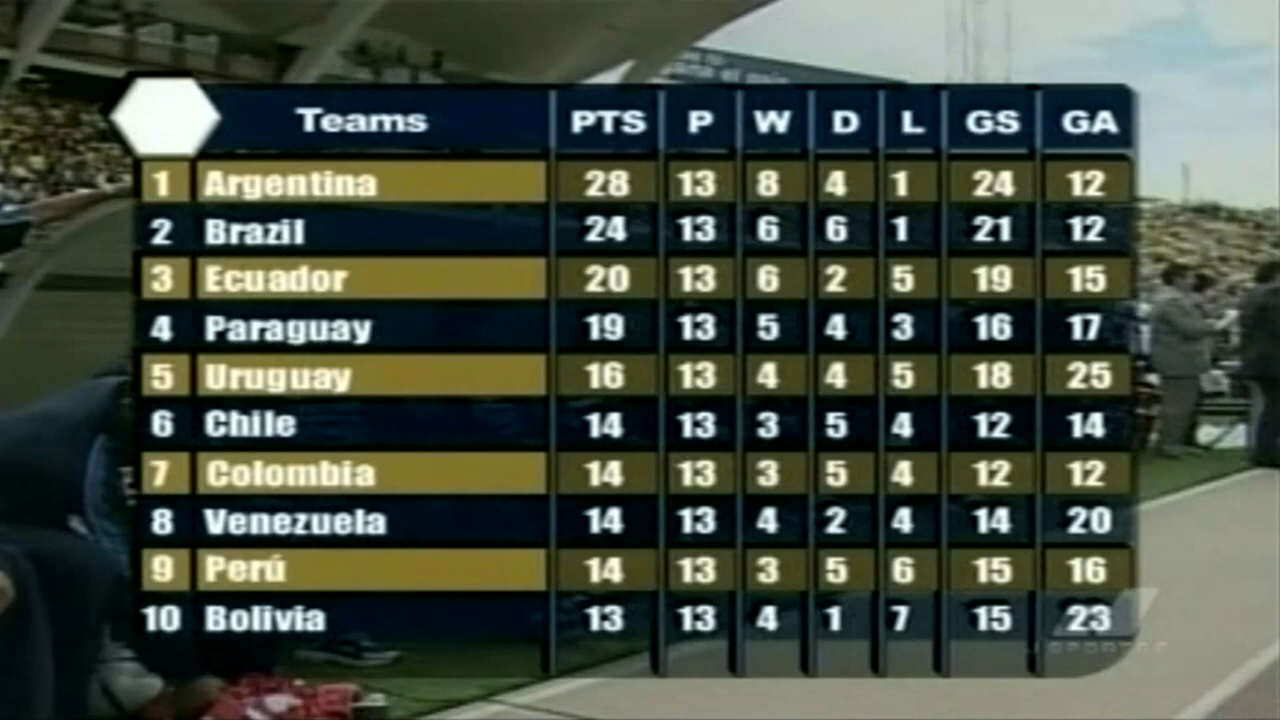 Teams PTS P W D L GS GA
1 Argentina 28 13 8 4 1 24 12
2 Brazil 24 13 6 6 1 21 12
3 Ecuador 20 13 6 2 5 19 15
4 Paraguay 19 13 5 4 3 16 17
5 Uruguay 16 13 4 4 5 18 25
6 Chile 14 13 3 5 4 12 14
7 Colombia 14 13 3 5 4 12 12
8 Venezuela 14 13 4 2 4 14 20
9 Perú 14 13 3 5 6 15 16
10 Bolivia 13 13 4 1 7 15 23